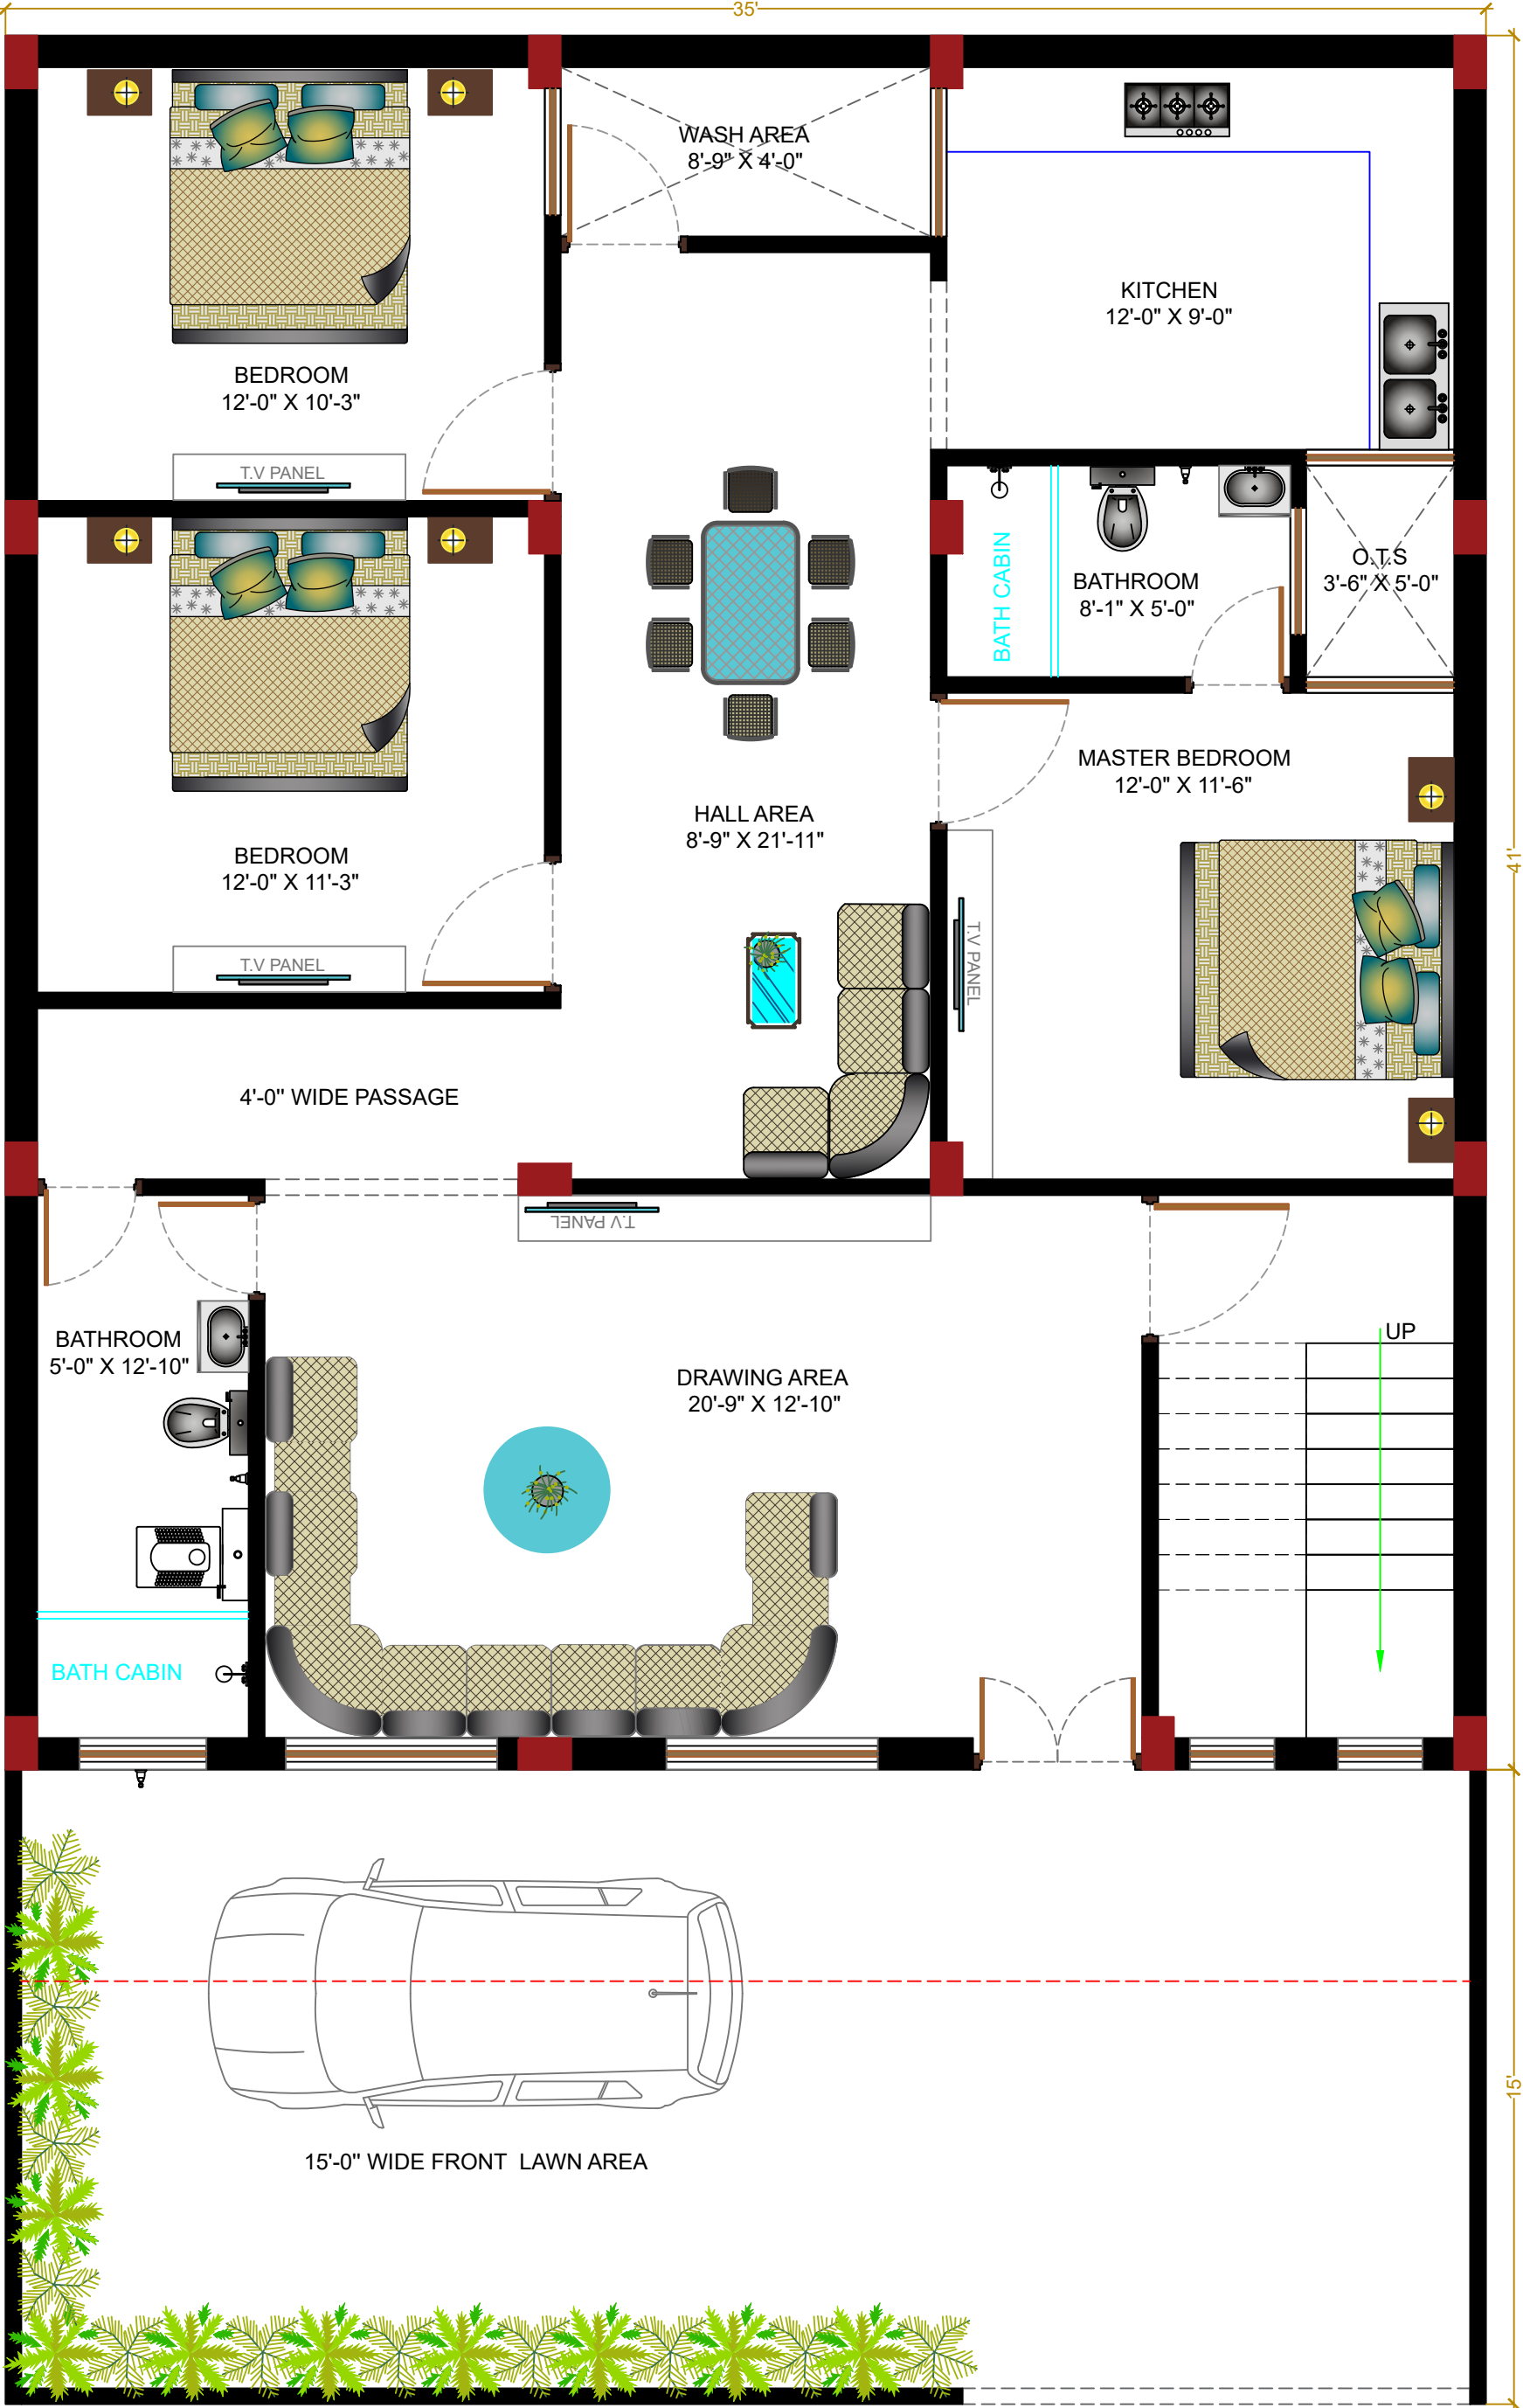 35'
WASH AREA
8'-9" X 4'-0"
KITCHEN
12'-0" X 9'-0"
BEDROOM
12'-0" X 10'-3"
T.V PANEL
BATH CABIN
BATHROOM
8'-1" X 5'-0"
O.T.S
3'-6" X 5'-0"
MASTER BEDROOM
12'-0" X 11'-6"
HALL AREA
8'-9" X 21'-11"
BEDROOM
12'-0" X 11'-3"
41'
T.V PANEL
T.V PANEL
4'-0" WIDE PASSAGE
T.V PANEL
UP
BATHROOM
5'-0" X 12'-10"
DRAWING AREA
20'-9" X 12'-10"
BATH CABIN
15'
15'-0" WIDE FRONT LAWN AREA